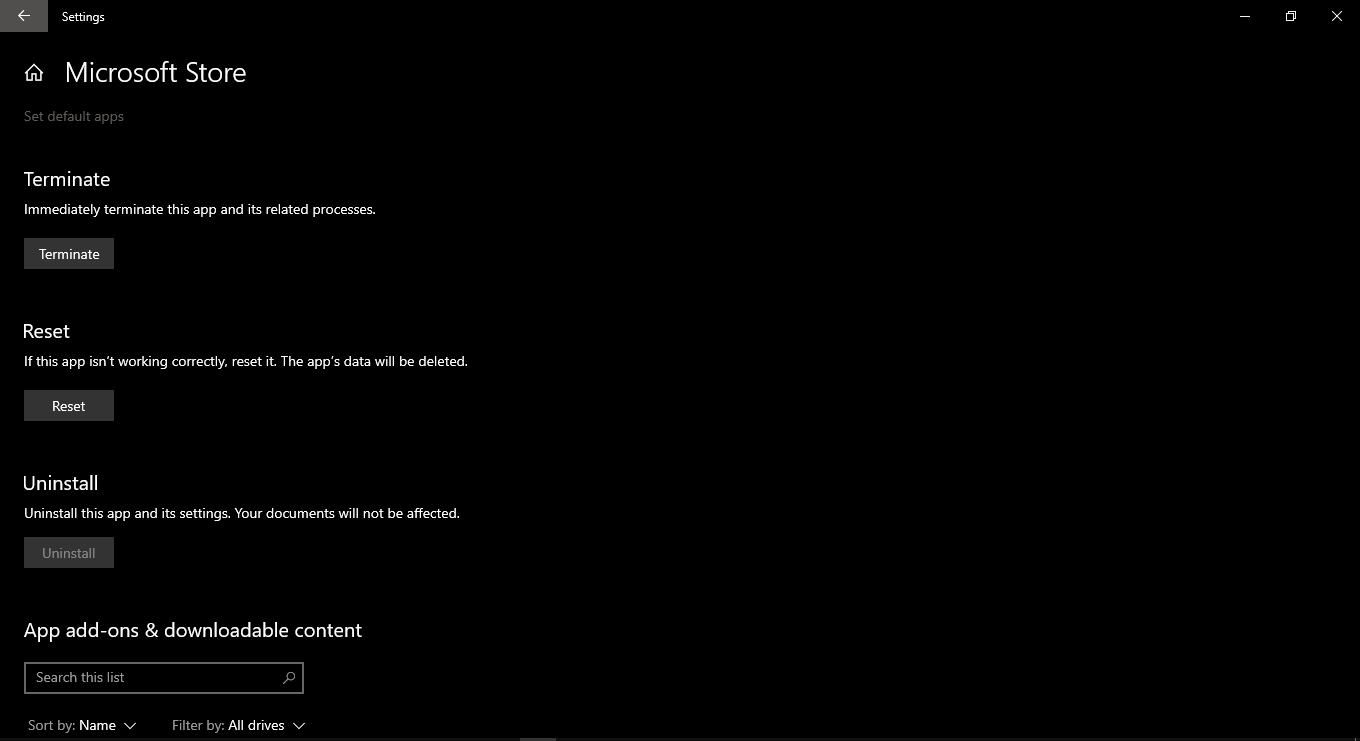 Settings
Microsoft Store
Set default apps
Terminate
Immediately terminate this app and its related processes.
Terminate
Reset
If this app isn't working correctly, reset it. The app's data will be deleted.
Reset
Uninstall
Uninstall this app and its settings. Your documents will not be affected.
Uninstall
App add-ons & downloadable content
Search this list
Sort by: Name Filter by: All drives